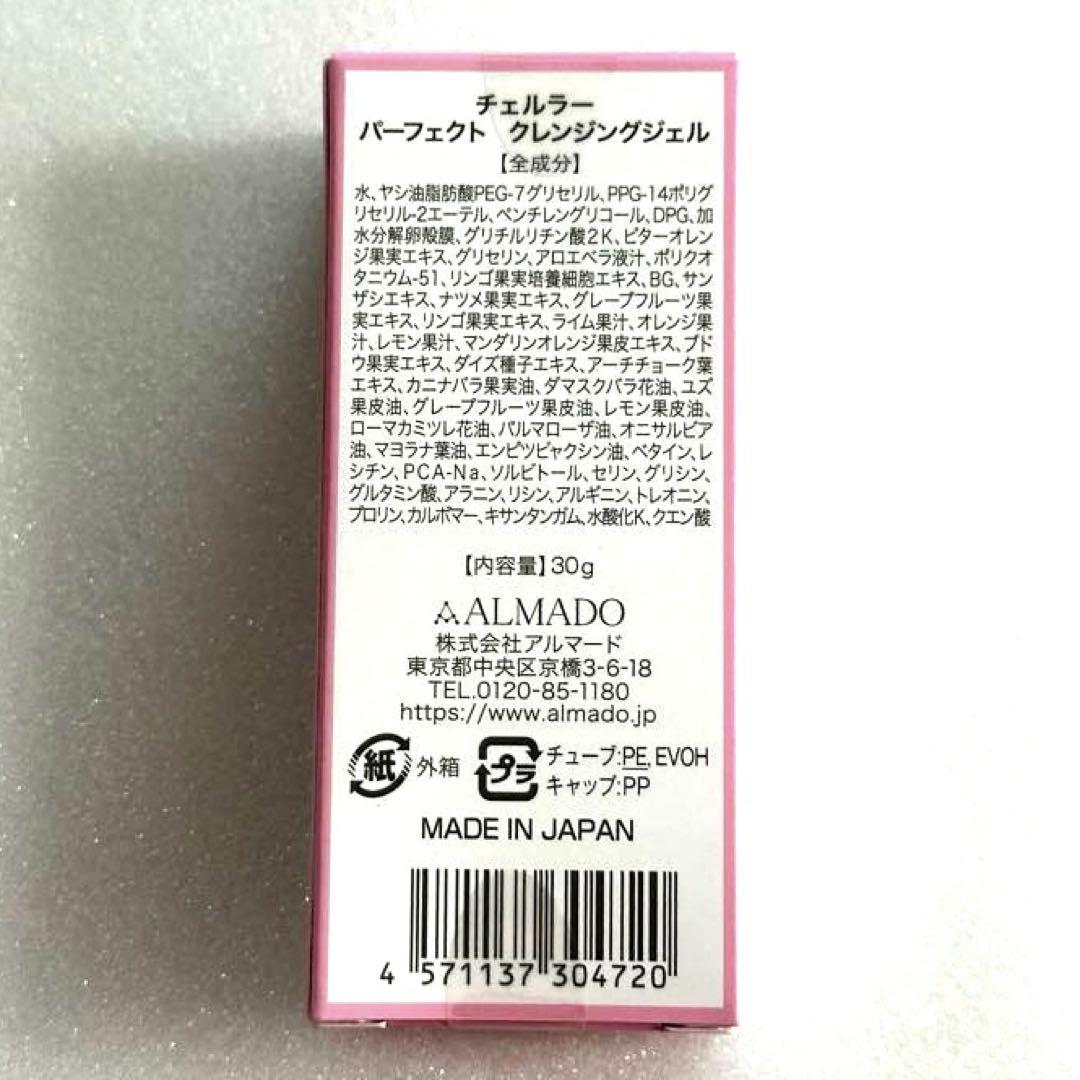 チェルラー
パーフェクト クレンジングジェル
【全成分】
水、ヤシ油脂肪酸PEG-7グリセリル、PPG-14ポリグ
リセリル-2エーテル、ペンチレングリコール、DPG、加
水分解卵殻膜、グリチルリチン酸2K、ビターオレン
ジ果実エキス、グリセリン、アロエベラ液汁、ポリクオ
タニウム-51、リンゴ果実培養細胞エキス、BG、サン
ザシエキス、ナツメ果実エキス、グレープフルーツ果
実エキス、リンゴ果実エキス、ライム果汁、オレンジ果
汁、レモン果汁、マンダリンオレンジ果皮エキス、ブド
ウ果実エキス、ダイズ種子エキス、アーチチョーク葉
エキス、カニナバラ果実油、ダマスクバラ花油、ユズ
果皮油、グレープフルーツ果皮油、レモン果皮油、
ローマカミツレ花油、パルマローザ油、オニサルビア
油、マヨラナ葉油、エンピツビャクシン油、ベタイン、レ
シチン、PCA-Na、ソルビトール、セリン、グリシン、
グルタミン酸、アラニン、リシン、アルギニン、トレオニン、
プロリン、カルボマー、キサンタンガム、水酸化K、クエン酸
【内容量】30g
ALMADO
株式会社アルマード
東京都中央区京橋3-6-18
TEL.0120-85-1180
https://www.almado.jp
紙 外箱 プラ チューブ:PE, EVOH
キャップ:PP
MADE IN JAPAN
4 571137 304720